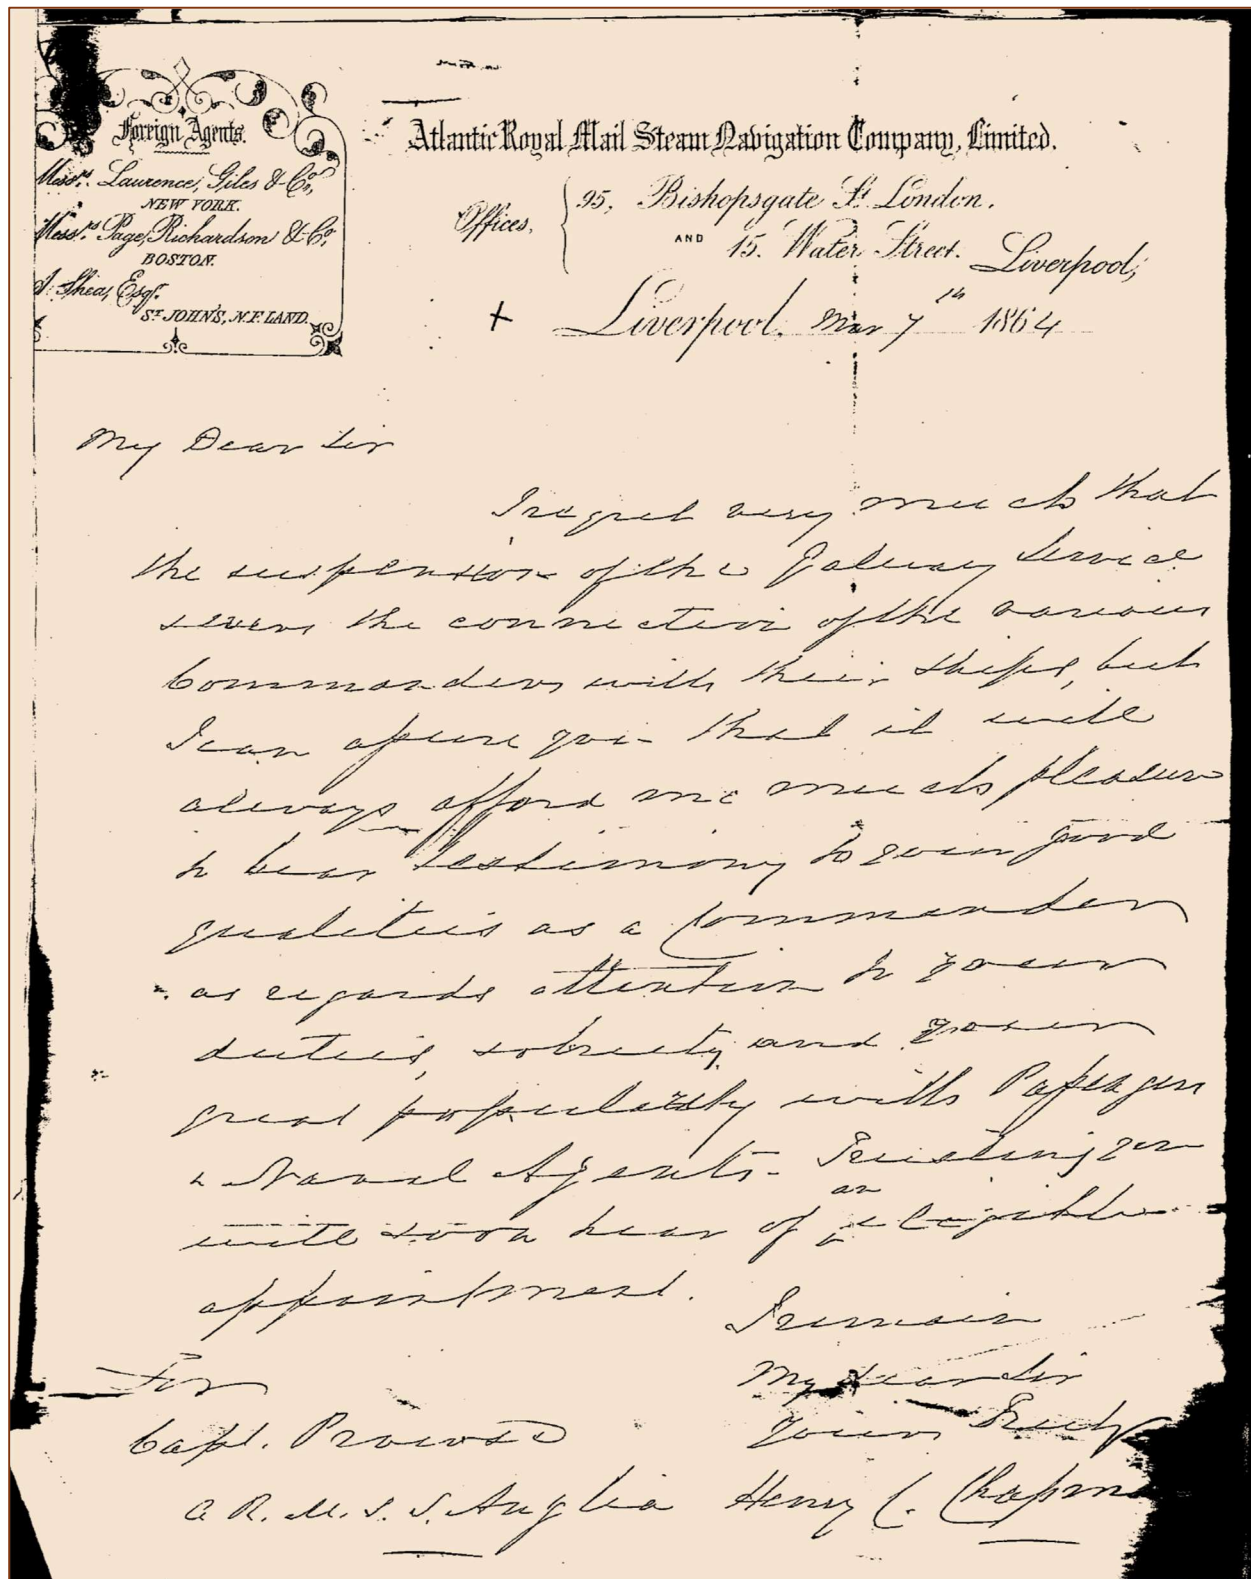 Foreign Agents.
Messrs. Laurence, Giles & Co,
NEW YORK.
Messrs. Page, Richardson & Co,
BOSTON.
Shea, Esqr.
ST JOHN'S, N.F. LAND.
Atlantic Royal Mail Steam Navigation Company, Limited.
Offices, 95, Bishopsgate St. London.
AND 15. Water Street. Liverpool;
Liverpool, Mar 7th 1864
My Dear Sir
I regret very much that
the suspension of the Galway Service
severs the connection of the various
Commanders with their Ships, but
I can assure you that it will
always afford me much pleasure
to bear testimony to your good
qualities as a Commander
as regards attention to your
duties, sobriety, and your
great popularity with Passengers
& Naval Agents. Trusting you
will soon hear of an eligible
appointment.
I remain
My dear Sir
Yours Truly
Henry C. Chapm
For
Capt. Prowse
A. R. M. S. S. Anglia